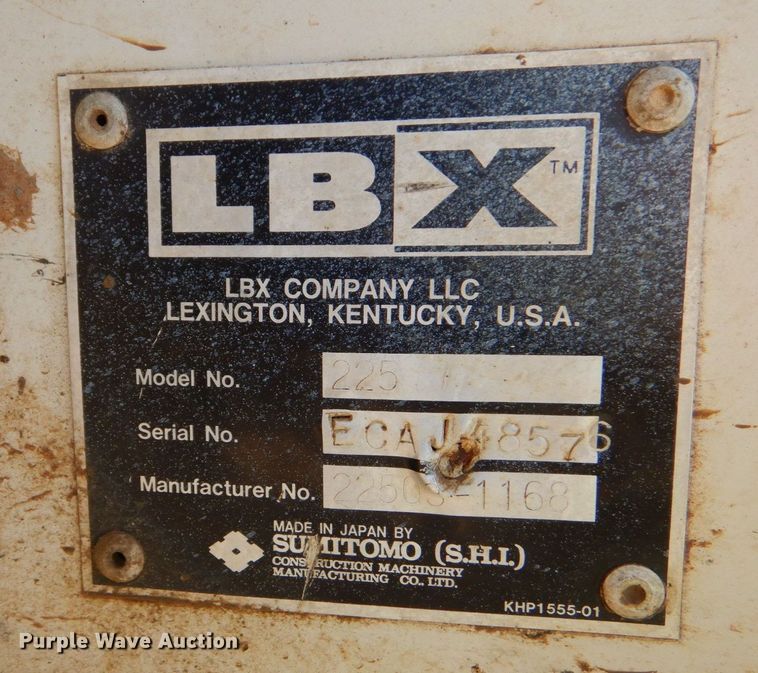 LBX™
LBX COMPANY LLC
LEXINGTON, KENTUCKY, U.S.A.
Model No. 225
Serial No. ECAJ48576
Manufacturer No.
MADE IN JAPAN BY
SUMITOMO (S.H.I.)
CONSTRUCTION MACHINERY
MANUFACTURING CO., LTD.
KHP1555-01
Purple Wave Auction